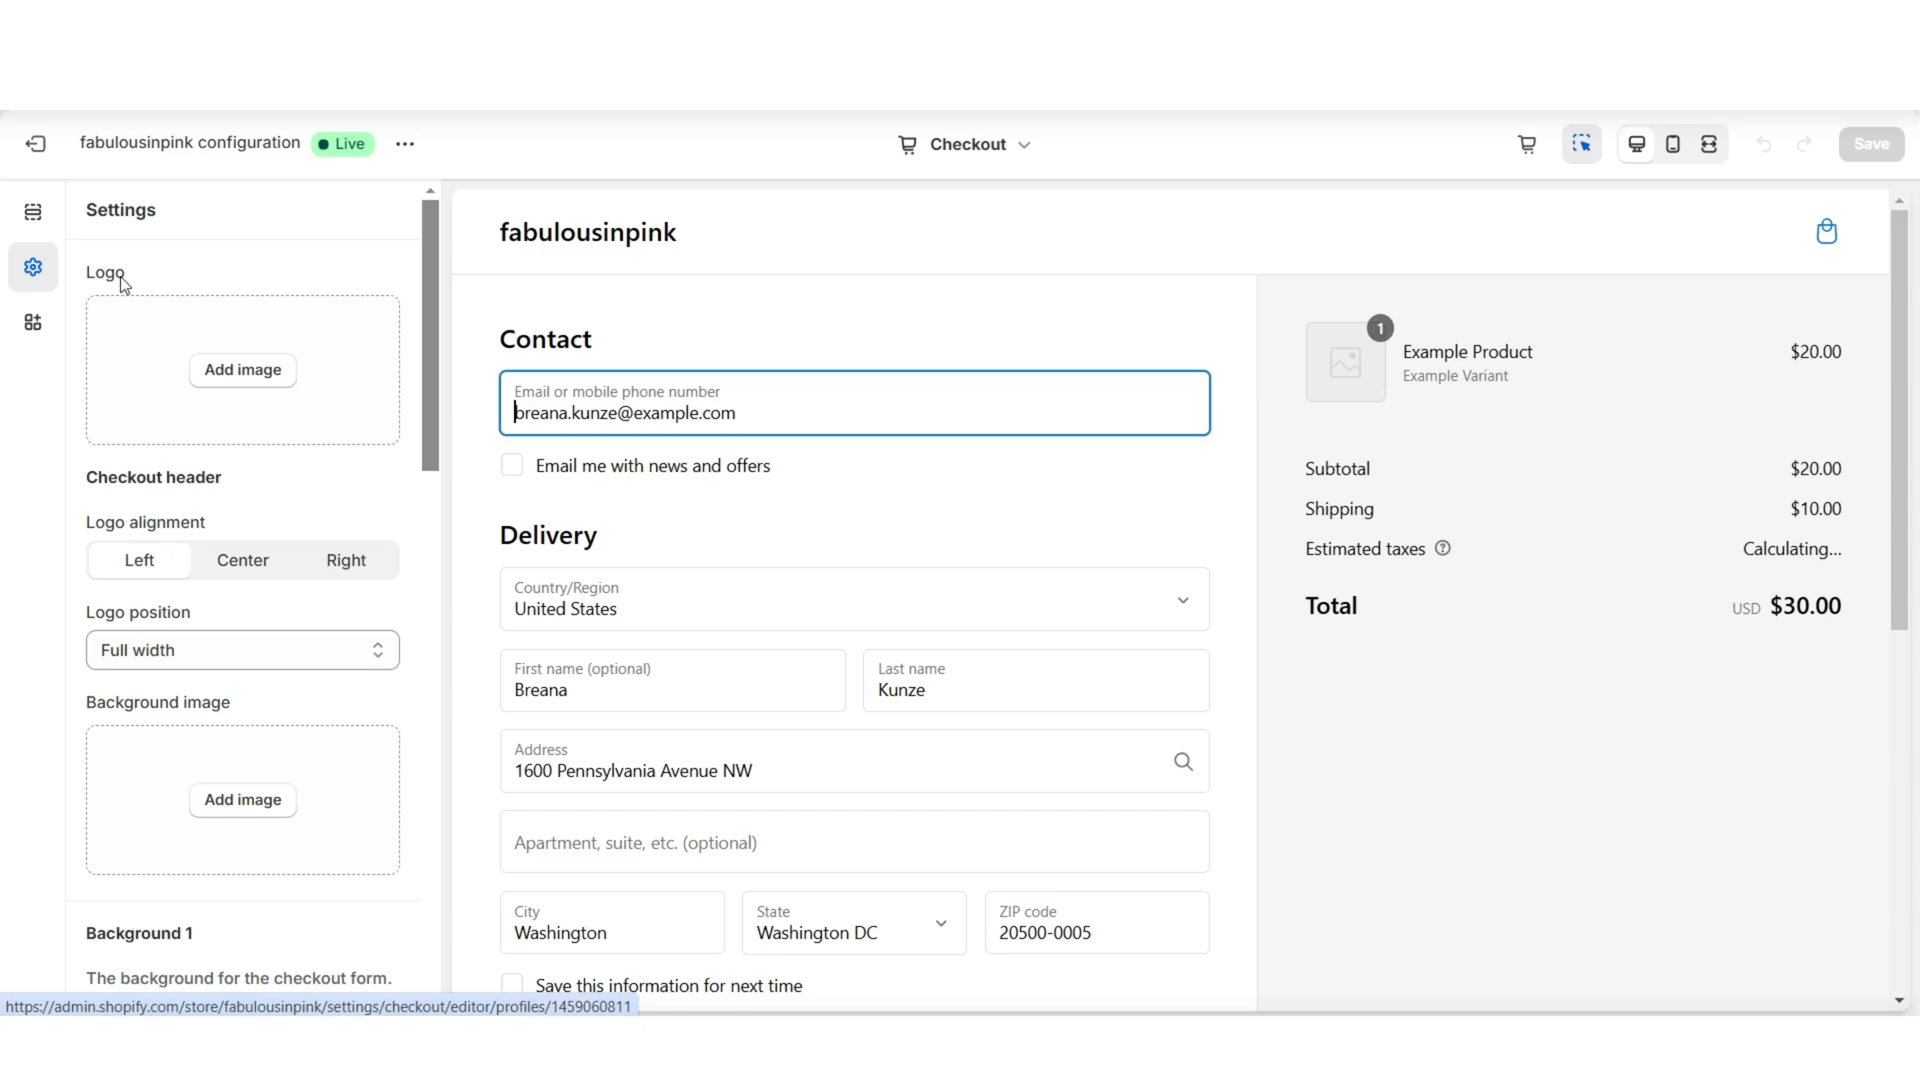 fabulousinpink configuration
Live
Checkout
Save
Settings
Logo
Add image
Checkout header
Logo alignment
Left
Center
Right
Logo position
Full width
Background image
Add image
Background 1
The background for the checkout form.
https://admin.shopify.com/store/fabulousinpink/settings/checkout/editor/profiles/1459060811
fabulousinpink
Contact
Email or mobile phone number
breana.kunze@example.com
Email me with news and offers
Delivery
Country/Region
United States
First name (optional)
Breana
Last name
Kunze
Address
1600 Pennsylvania Avenue NW
Apartment, suite, etc. (optional)
City
Washington
State
Washington DC
ZIP code
20500-0005
Save this information for next time
1
Example Product
$20.00
Example Variant
Subtotal
$20.00
Shipping
$10.00
Estimated taxes
Calculating...
Total
USD $30.00